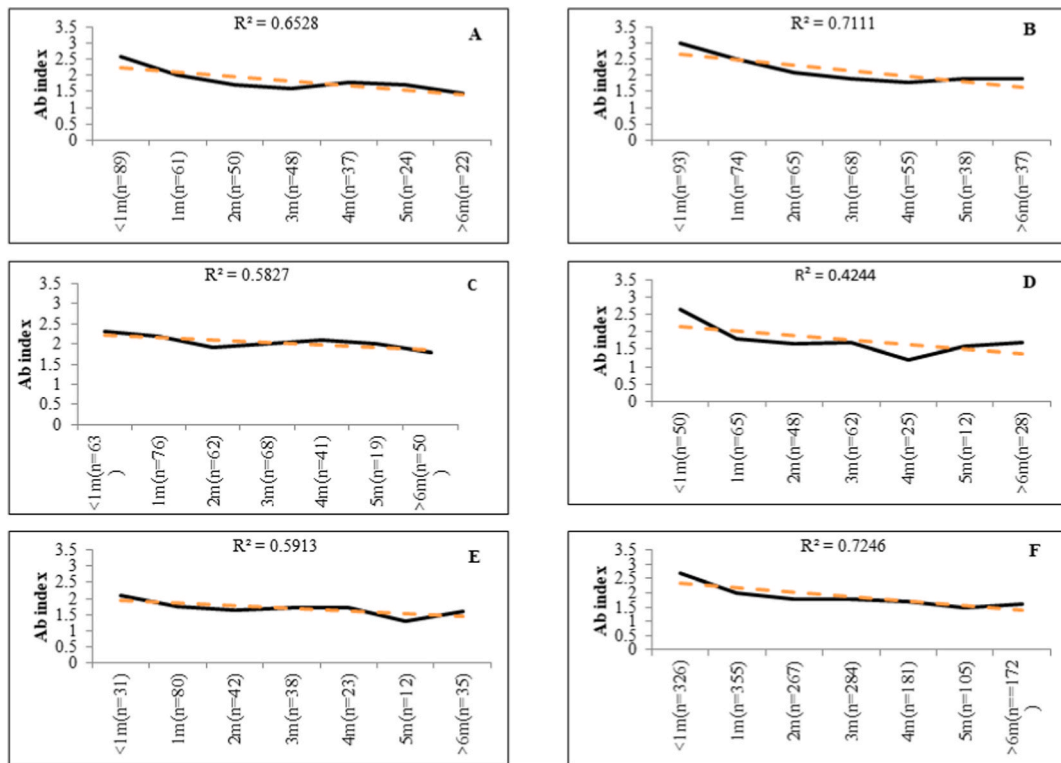 R² = 0.6528
A
Ab index
3.5
3
2.5
2
1.5
1
0.5
0
<1m(n=89)
1m(n=61)
2m(n=50)
3m(n=48)
4m(n=37)
5m(n=24)
>6m(n=22)
R² = 0.7111
B
Ab index
3.5
3
2.5
2
1.5
1
0.5
0
<1m(n=93)
1m(n=74)
2m(n=65)
3m(n=68)
4m(n=55)
5m(n=38)
>6m(n=37)
R² = 0.5827
C
Ab index
3.5
3
2.5
2
1.5
1
0.5
0
<1m(n=63
)
1m(n=76)
2m(n=62)
3m(n=68)
4m(n=41)
5m(n=19)
>6m(n=50
)
R² = 0.4244
D
Ab index
3.5
3
2.5
2
1.5
1
0.5
0
<1m(n=50)
1m(n=65)
2m(n=48)
3m(n=62)
4m(n=25)
5m(n=12)
>6m(n=28)
R² = 0.5913
E
Ab index
3.5
3
2.5
2
1.5
1
0.5
0
<1m(n=31)
1m(n=80)
2m(n=42)
3m(n=38)
4m(n=23)
5m(n=12)
>6m(n=35)
R² = 0.7246
F
Ab index
3.5
3
2.5
2
1.5
1
0.5
0
<1m(n=326)
1m(n=355)
2m(n=267)
3m(n=284)
4m(n=181)
5m(n=105)
>6m(n==172
)